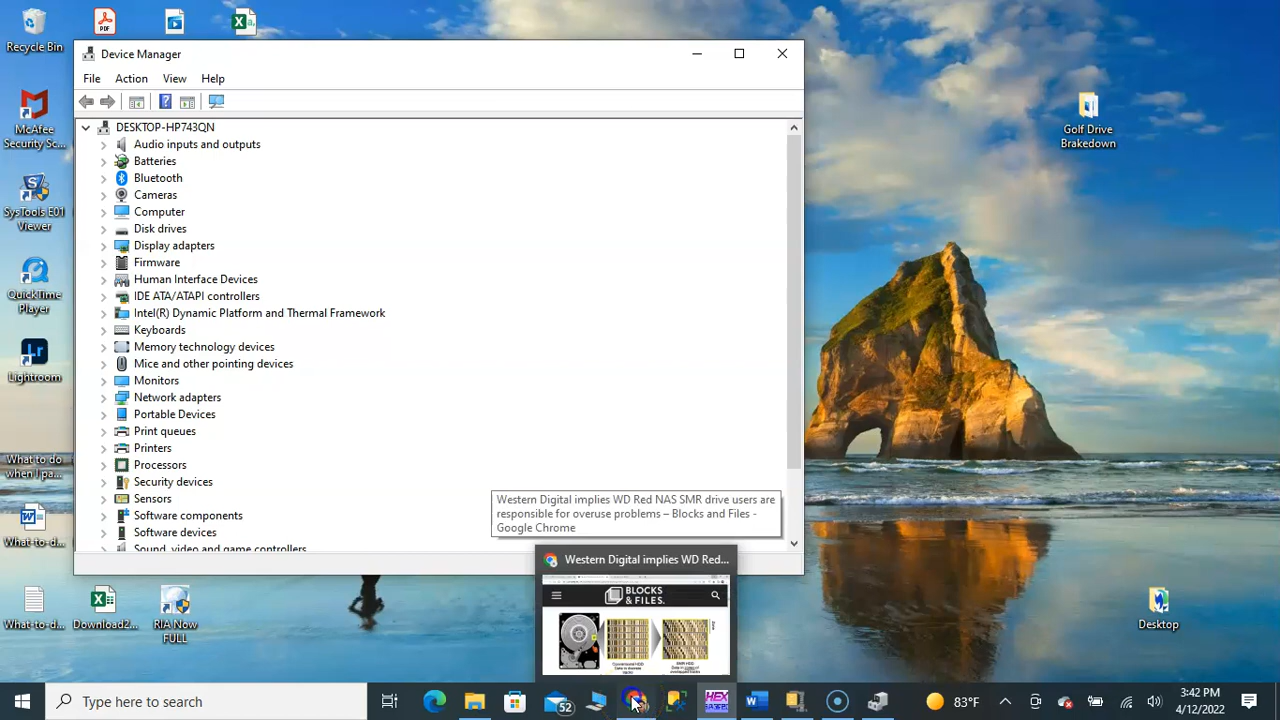 Recycle Bin
Device Manager
File Action View Help
DESKTOP-HP743QN
Audio inputs and outputs
Batteries
Bluetooth
Cameras
Computer
Disk drives
Display adapters
Firmware
Human Interface Devices
IDE ATA/ATAPI controllers
Intel(R) Dynamic Platform and Thermal Framework
Keyboards
Memory technology devices
Mice and other pointing devices
Monitors
Network adapters
Portable Devices
Print queues
Printers
Processors
Security devices
Sensors
Software components
Software devices
Sound, video and game controllers
McAfee
Security Sc...
SysTools E01
Viewer
QuickTime
Player
Lightroom
What to do
when I pa...
What-to-d...
What-to-d...
Download2...
RIA Now
FULL
Golf Drive
Brakedown
Desktop
Western Digital implies WD Red NAS SMR drive users are
responsible for overuse problems – Blocks and Files -
Google Chrome
Western Digital implies WD Red...
BLOCKS
& FILES.
Conventional HDD
SMR HDD
Type here to search
52
HEX
83°F
3:42 PM
4/12/2022